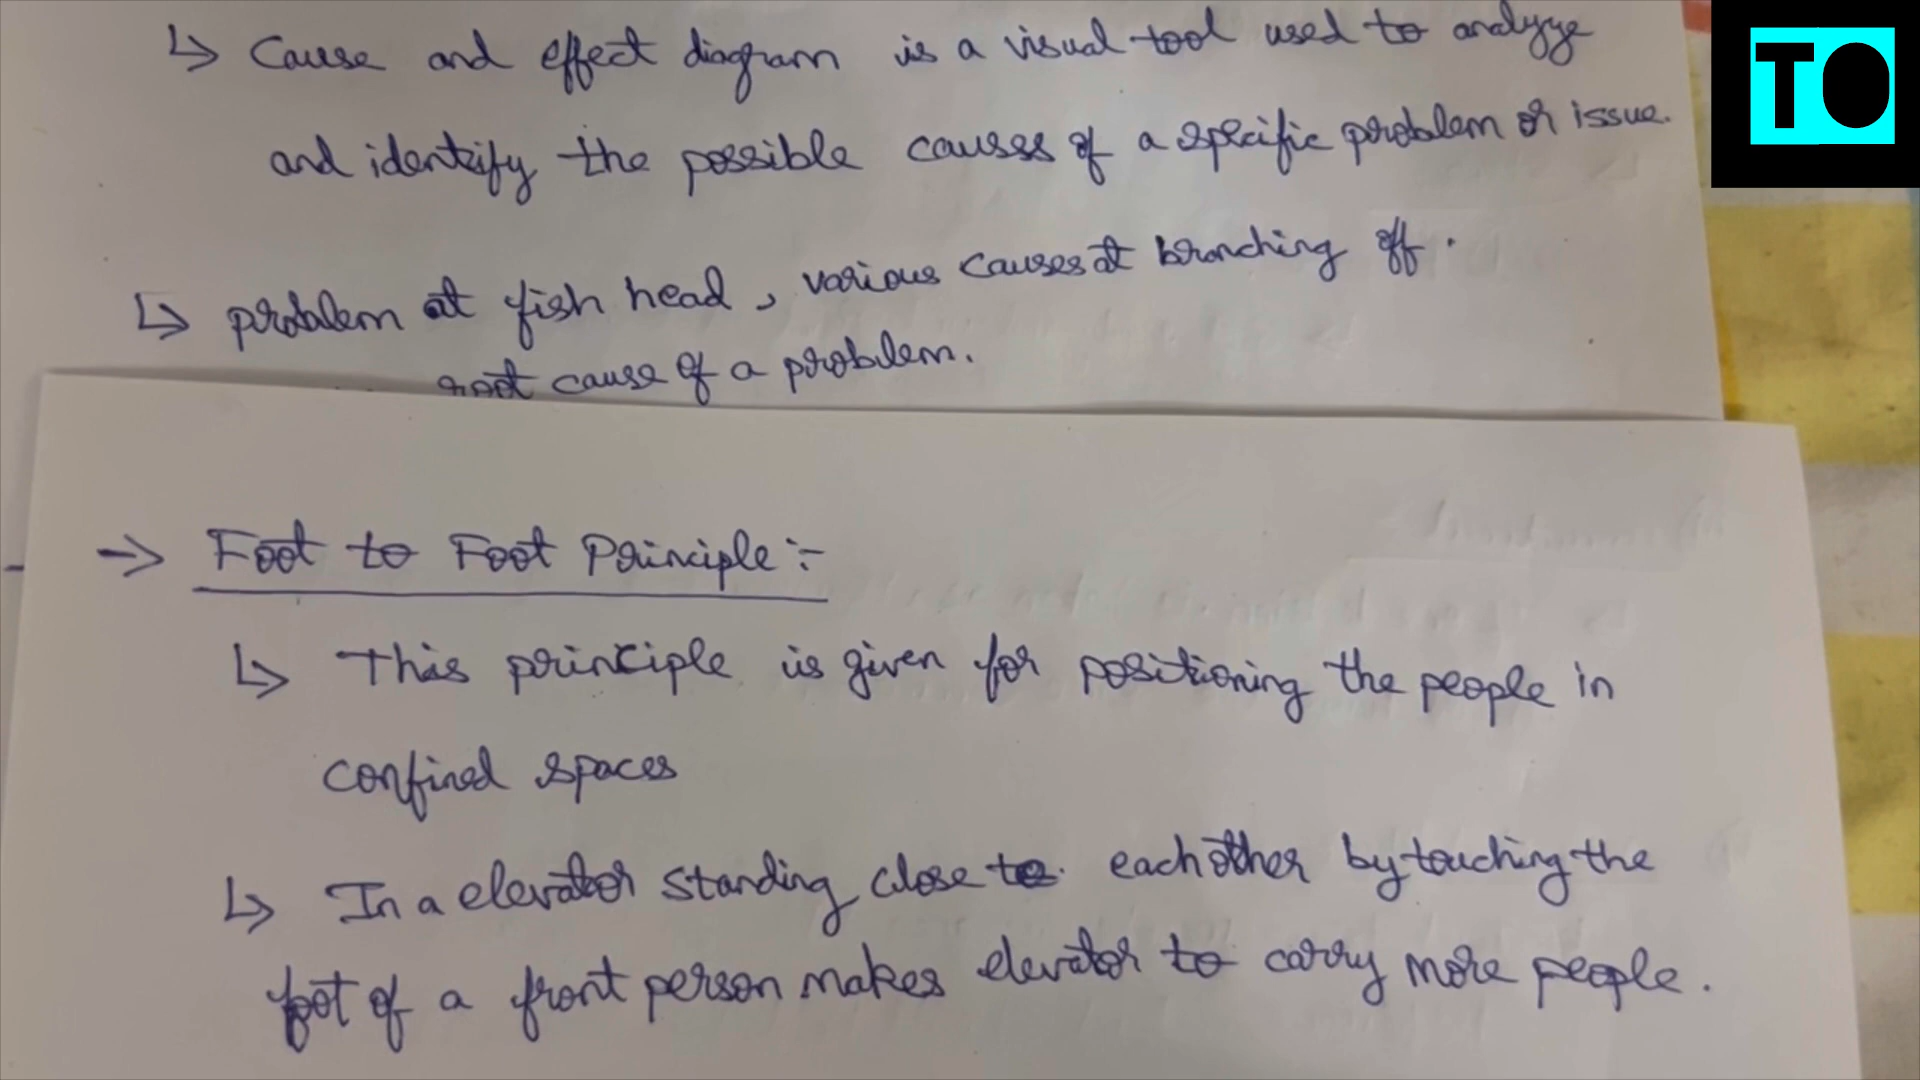 ↳ Cause and effect diagram is a visual tool used to analyze
and identify the possible causes of a specific problem or issue.
↳ problem at fish head, various causes at branching off.
root cause of a problem.
→ Foot to Foot Principle :-
↳ This principle is given for positioning the people in
confined spaces
↳ In a elevator standing close to each other by touching the
foot of a front person makes elevator to carry more people.
TO